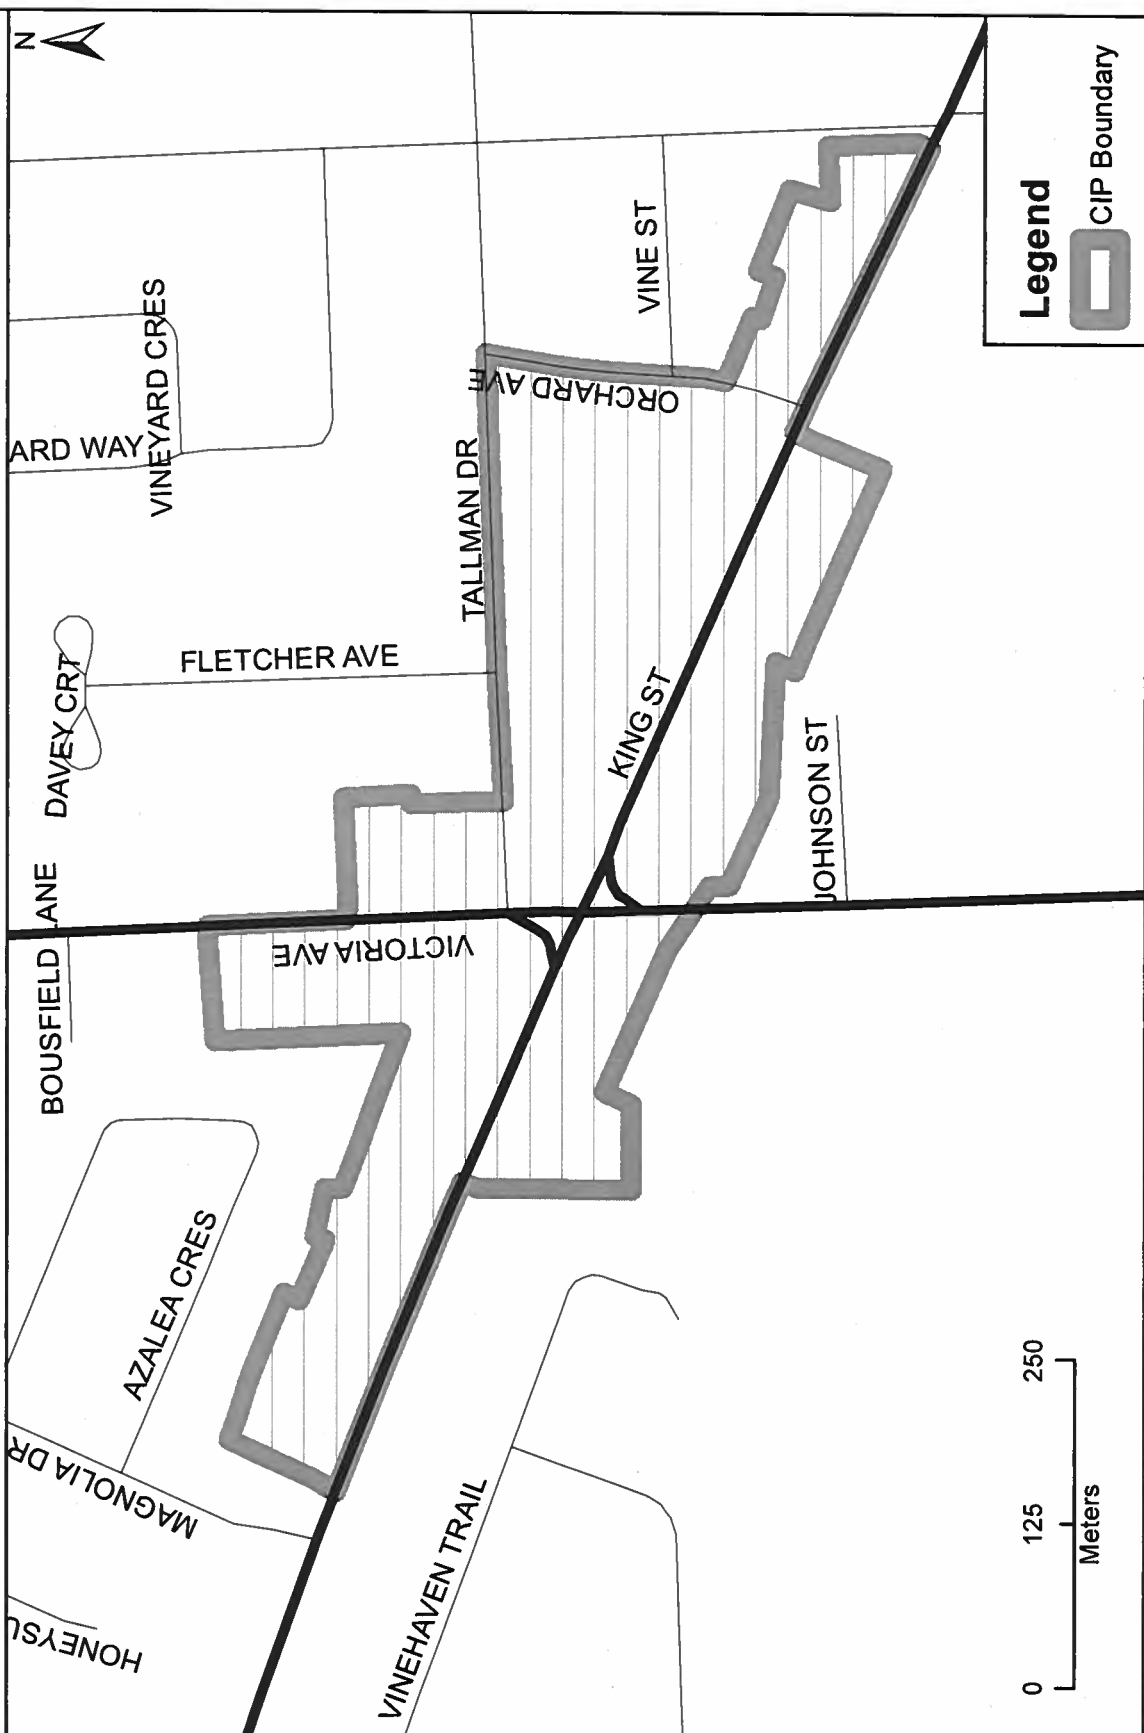 N
HONEYSU
MAGNOLIA DR
AZALEA CRES
BOUSFIELD LANE
DAVEY CRT
FLETCHER AVE
ARD WAY
VINEYARD CRES
VICTORIA AVE
TALLMAN DR
ORCHARD AVE
VINE ST
KING ST
VINEHAVEN TRAIL
JOHNSON ST
0 125 250
Meters
Legend
CIP Boundary